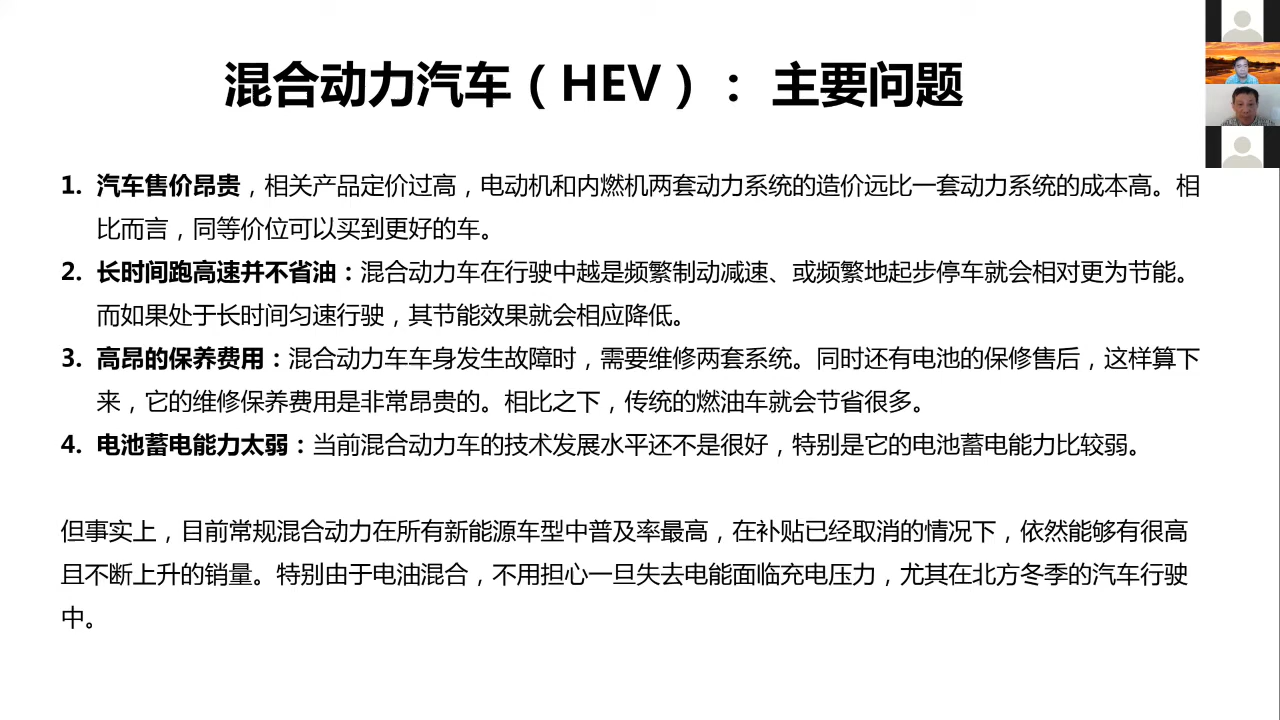 混合动力汽车（HEV）： 主要问题
1. 汽车售价昂贵，相关产品定价过高，电动机和内燃机两套动力系统的造价远比一套动力系统的成本高。相
比而言，同等价位可以买到更好的车。
2. 长时间跑高速并不省油：混合动力车在行驶中越是频繁制动减速、或频繁地起步停车就会相对更为节能。
而如果处于长时间匀速行驶，其节能效果就会相应降低。
3. 高昂的保养费用：混合动力车车身发生故障时，需要维修两套系统。同时还有电池的保修售后，这样算下
来，它的维修保养费用是非常昂贵的。相比之下，传统的燃油车就会节省很多。
4. 电池蓄电能力太弱：当前混合动力车的技术发展水平还不是很好，特别是它的电池蓄电能力比较弱。
但事实上，目前常规混合动力在所有新能源车型中普及率最高，在补贴已经取消的情况下，依然能够有很高
且不断上升的销量。特别由于电油混合，不用担心一旦失去电能面临充电压力，尤其在北方冬季的汽车行驶
中。